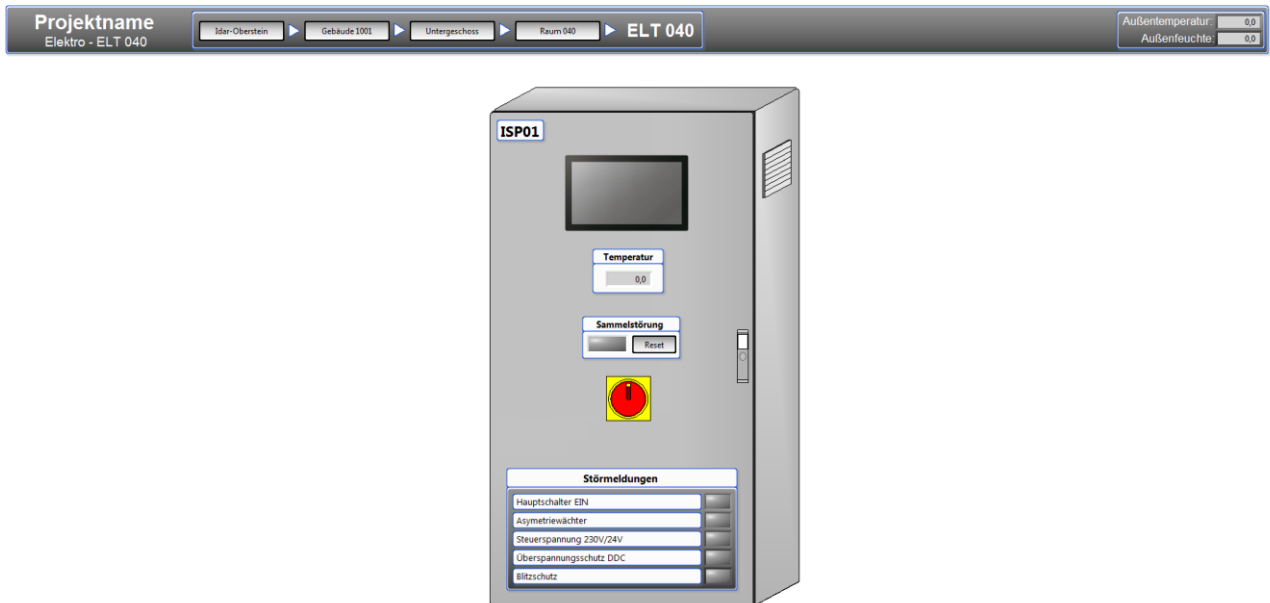 Projektname
Elektro - ELT 040
Idar-Oberstein
Gebäude 1001
Untergeschoss
Raum 040
ELT 040
Außentemperatur: 0,0
Außenfeuchte: 0,0
ISP01
Temperatur
0,0
Sammelstörung
Reset
Störmeldungen
Hauptschalter EIN
Asymetriewächter
Steuerspannung 230V/24V
Überspannungsschutz DDC
Blitzschutz